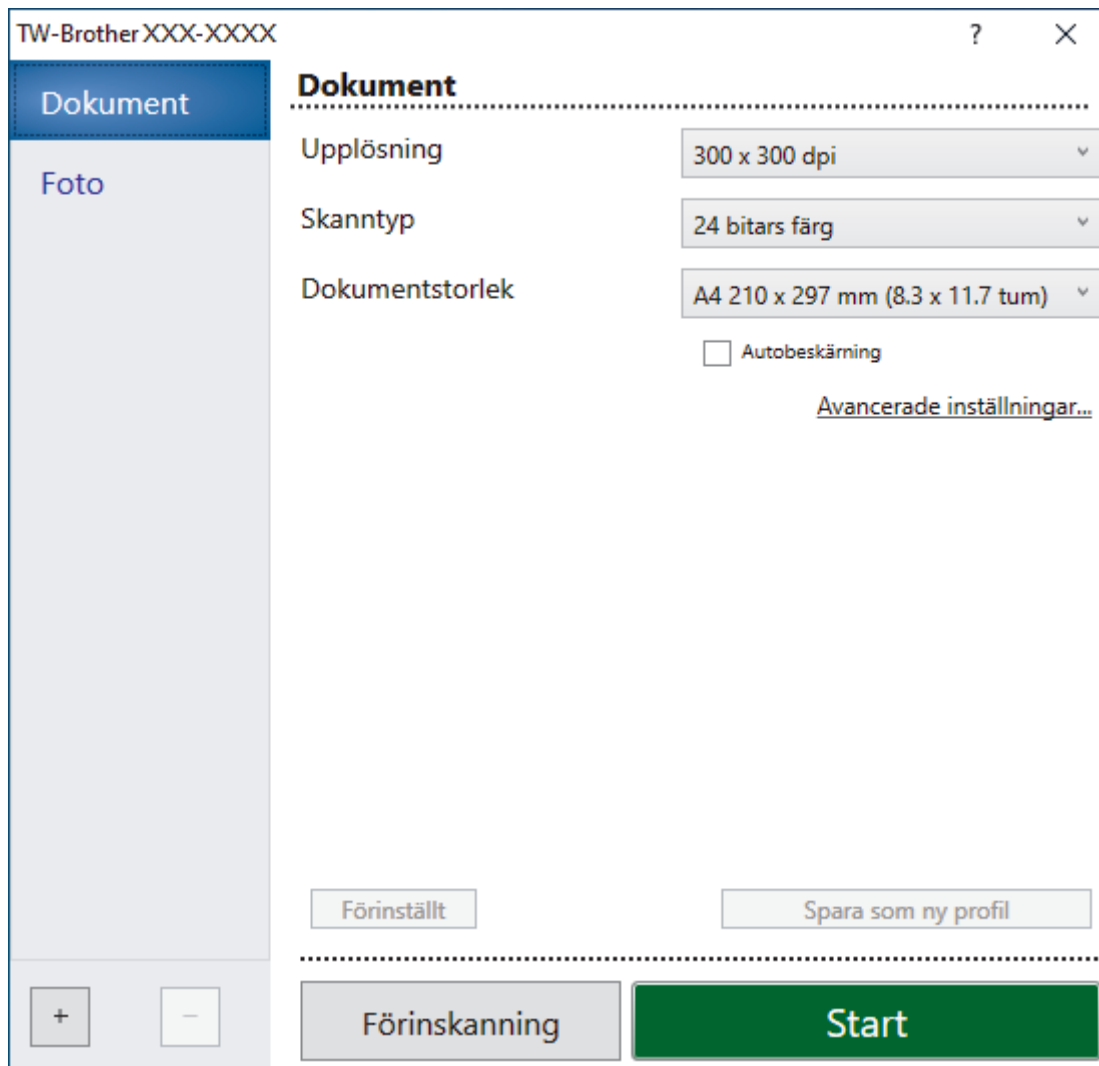 TW-Brother XXX-XXXX ? ×
Dokument
Foto
Dokument
Upplösning 300 x 300 dpi
Skanntyp 24 bitars färg
Dokumentstorlek A4 210 x 297 mm (8.3 x 11.7 tum)
Autobeskärning
Avancerade inställningar...
Förinställt Spara som ny profil
+ − Förinskanning Start